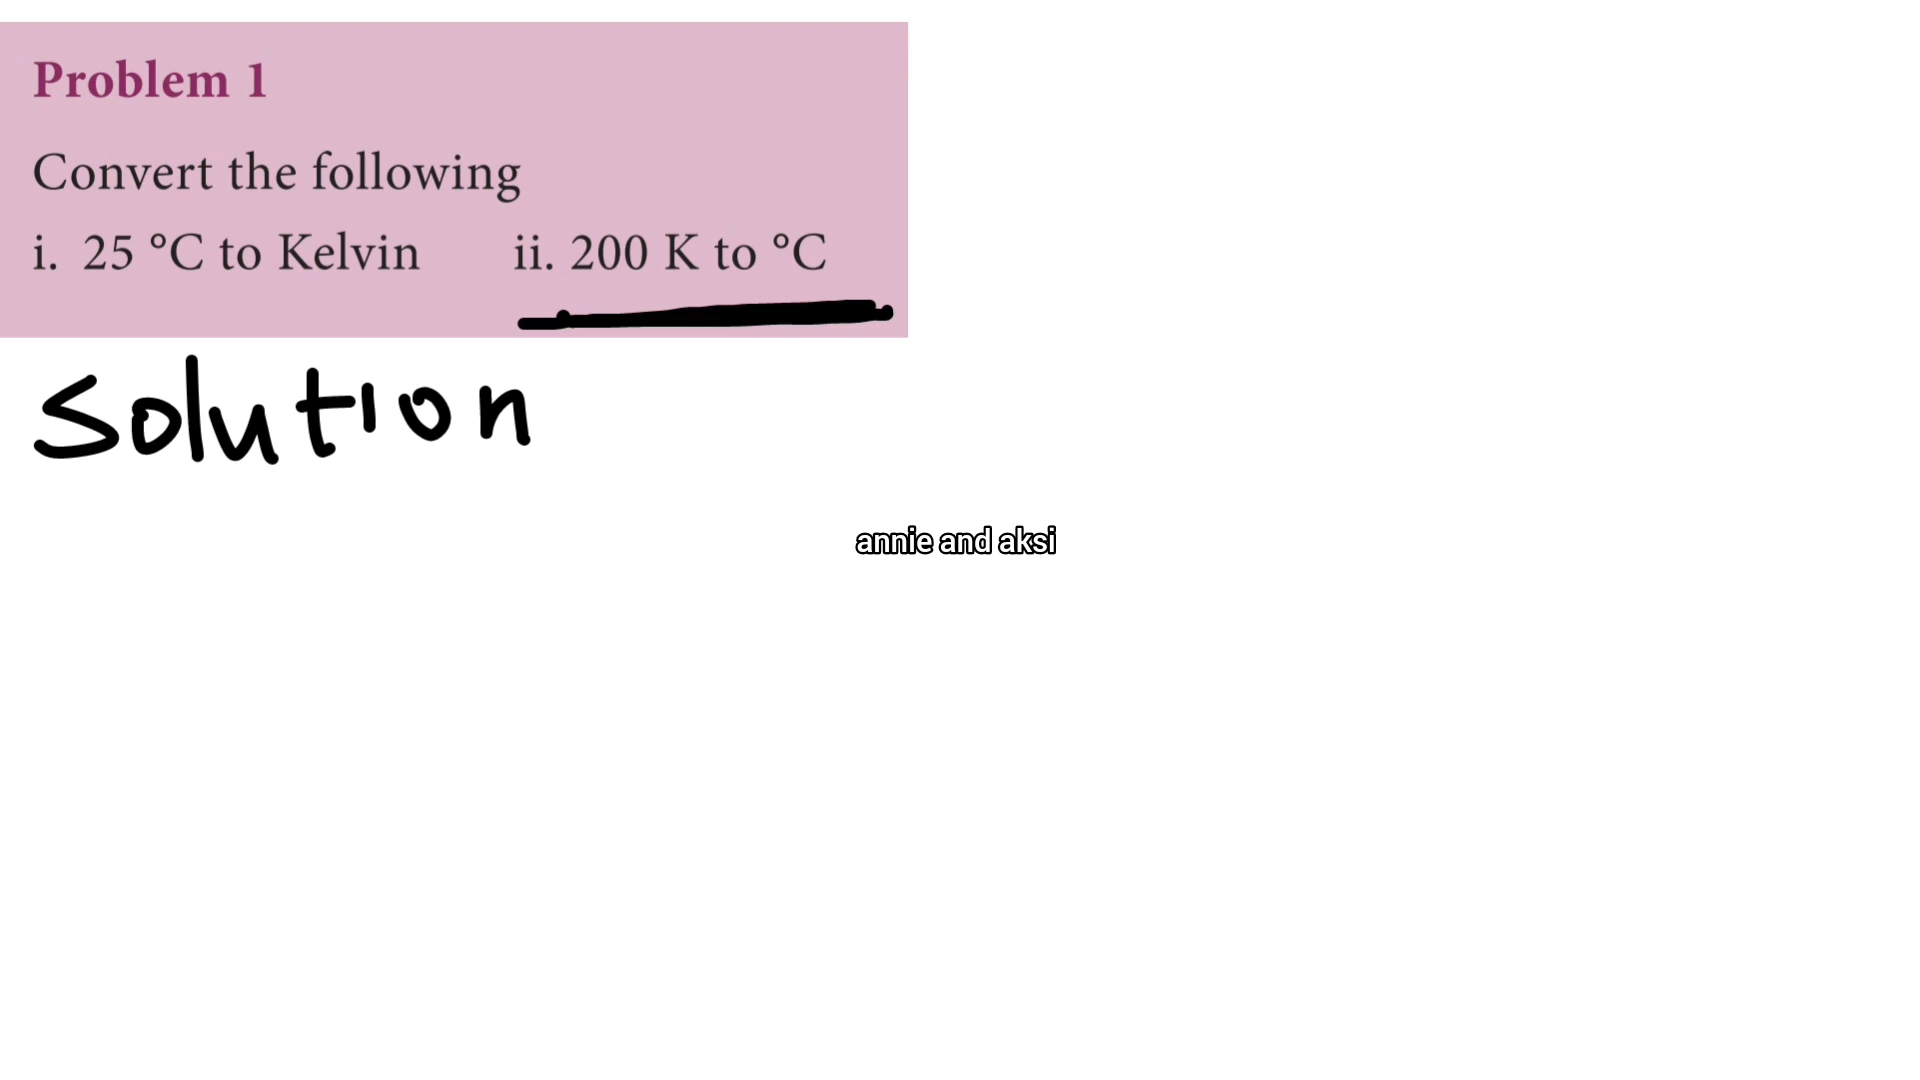 Problem 1
Convert the following
i. 25 °C to Kelvin ii. 200 K to °C
Solution
annie and aksi